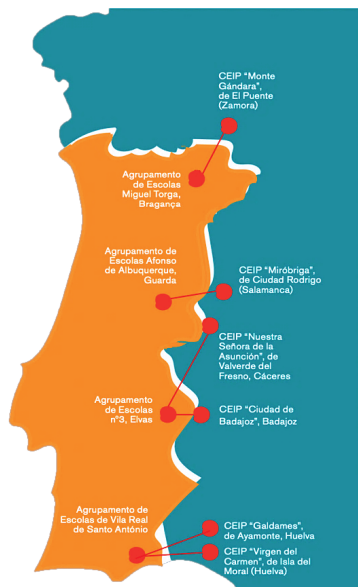 CEIP “Monte
Gándara”,
de El Puente
(Zamora)
Agrupamento
de Escolas
Miguel Torga,
Bragança
Agrupamento de
Escolas Afonso
de Albuquerque,
Guarda
CEIP “Miróbriga”,
de Ciudad Rodrigo
(Salamanca)
CEIP “Nuestra
Señora de la
Asunción”, de
Valverde del
Fresno, Cáceres
Agrupamento
de Escolas
nº3, Elvas
CEIP “Ciudad de
Badajoz”, Badajoz
Agrupamento de
Escolas de Vila Real
de Santo António
CEIP “Galdames”,
de Ayamonte, Huelva
CEIP “Virgen del
Carmen”, de Isla del
Moral (Huelva)